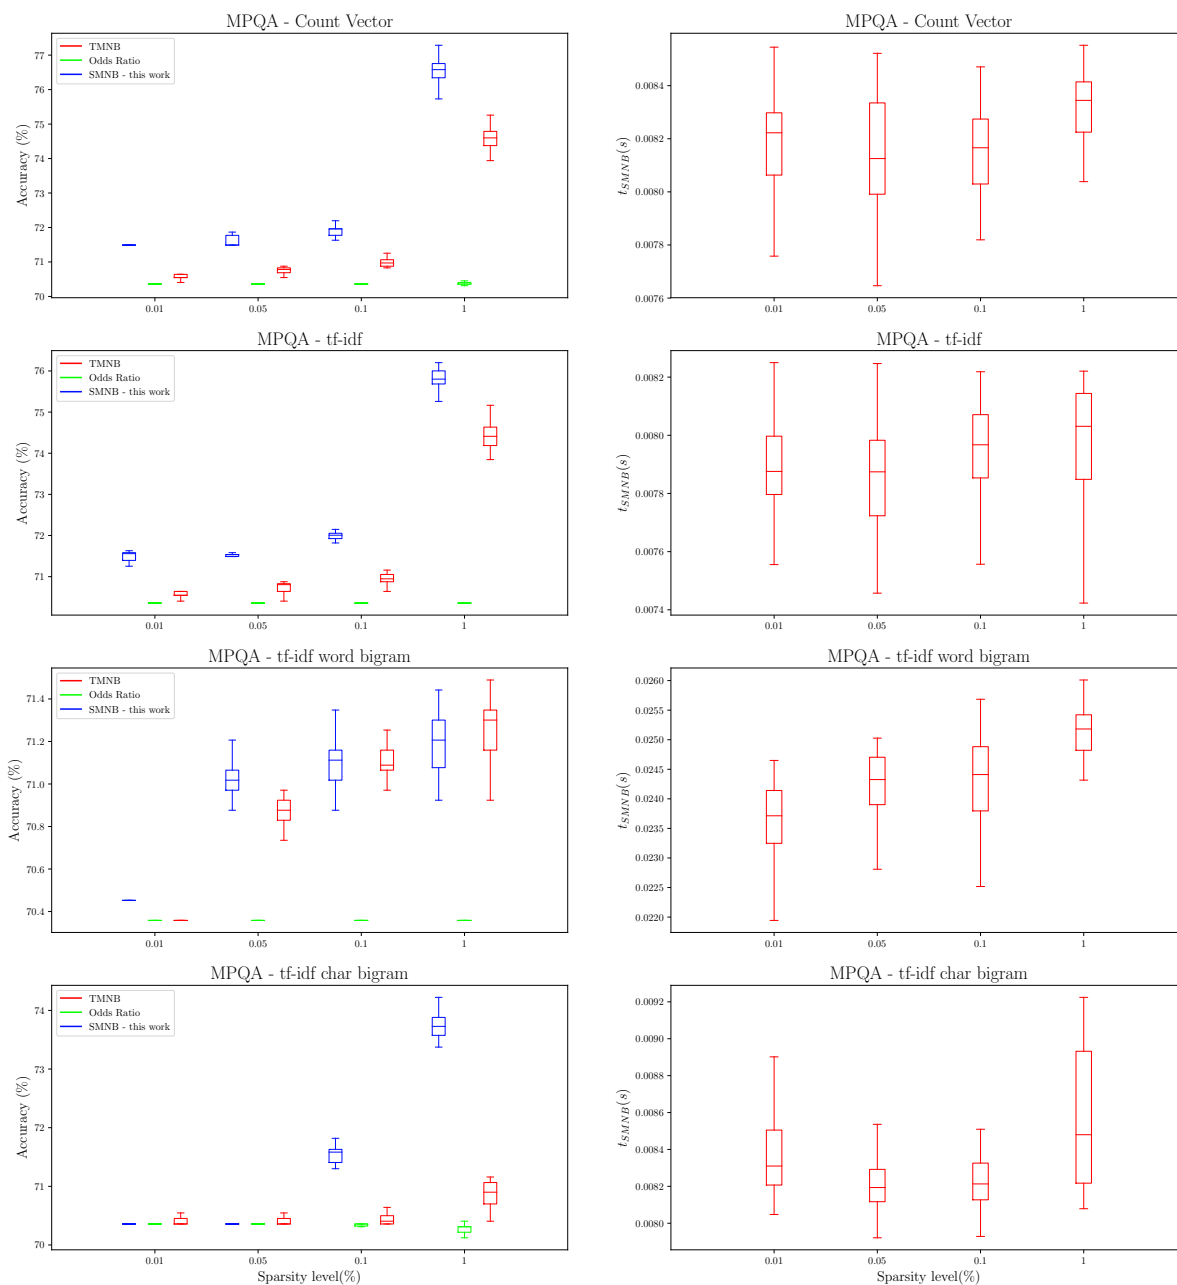 MPQA - Count Vector
Accuracy (%)
77
76
75
74
73
72
71
70
TMNB
Odds Ratio
SMNB - this work
0.01 0.05 0.1 1
MPQA - Count Vector
t_SMNB(s)
0.0084
0.0082
0.0080
0.0078
0.0076
0.01 0.05 0.1 1
MPQA - tf-idf
Accuracy (%)
76
75
74
73
72
71
TMNB
Odds Ratio
SMNB - this work
0.01 0.05 0.1 1
MPQA - tf-idf
t_SMNB(s)
0.0082
0.0080
0.0078
0.0076
0.0074
0.01 0.05 0.1 1
MPQA - tf-idf word bigram
Accuracy (%)
71.4
71.2
71.0
70.8
70.6
70.4
TMNB
Odds Ratio
SMNB - this work
0.01 0.05 0.1 1
MPQA - tf-idf word bigram
t_SMNB(s)
0.0260
0.0255
0.0250
0.0245
0.0240
0.0235
0.0230
0.0225
0.0220
0.01 0.05 0.1 1
MPQA - tf-idf char bigram
Accuracy (%)
74
73
72
71
70
TMNB
Odds Ratio
SMNB - this work
0.01 0.05 0.1 1
Sparsity level(%)
MPQA - tf-idf char bigram
t_SMNB(s)
0.0092
0.0090
0.0088
0.0086
0.0084
0.0082
0.0080
0.01 0.05 0.1 1
Sparsity level(%)